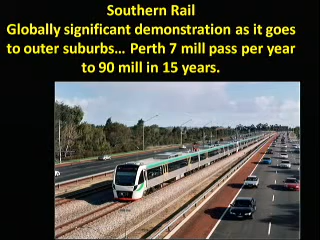 Southern Rail
Globally significant demonstration as it goes
to outer suburbs... Perth 7 mill pass per year
to 90 mill in 15 years.